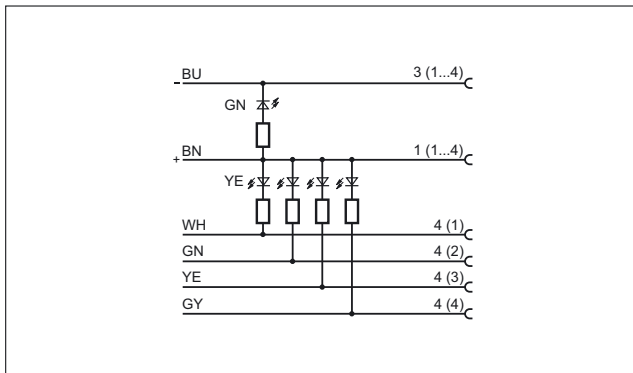 BU 3 (1...4)
-
GN
BN 1 (1...4)
+
YE
WH 4 (1)
GN 4 (2)
YE 4 (3)
GY 4 (4)